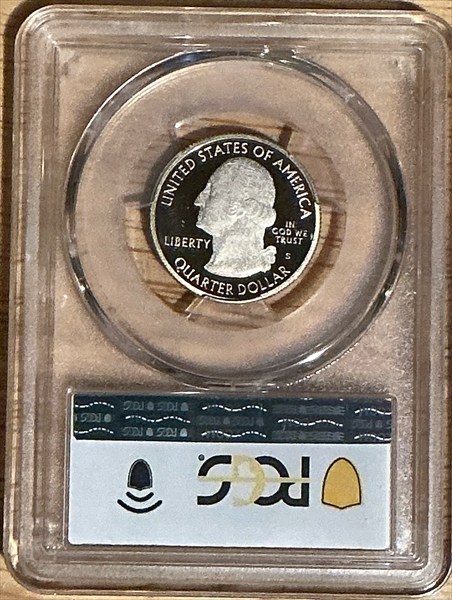 UNITED STATES OF AMERICA
LIBERTY
IN
GOD WE
TRUST
S
QUARTER DOLLAR
PCGS